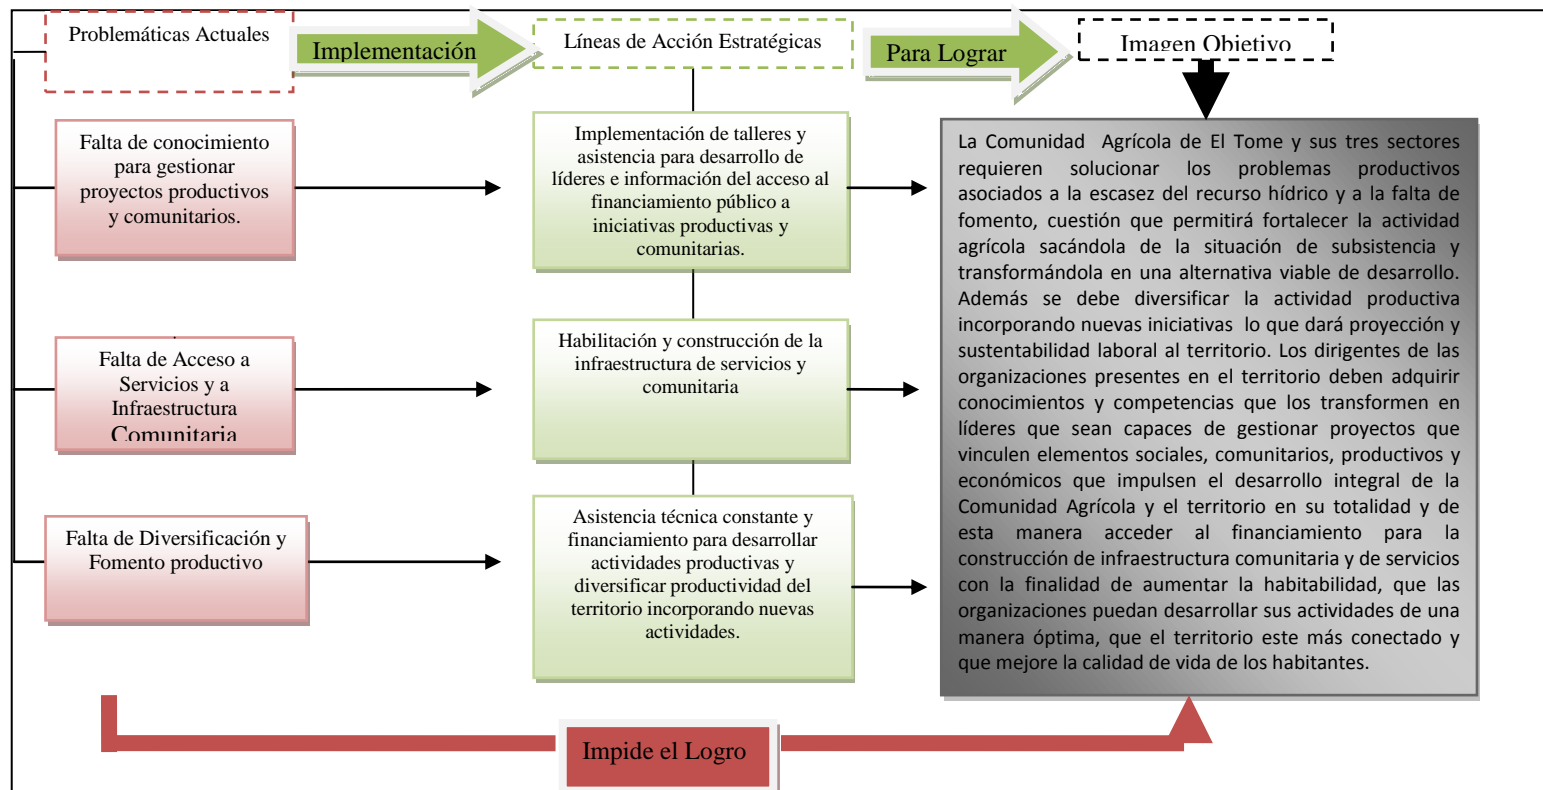 Problemáticas Actuales
Implementación
Líneas de Acción Estratégicas
Para Lograr
Imagen Objetivo
Falta de conocimiento
para gestionar
proyectos productivos
y comunitarios.
Implementación de talleres y
asistencia para desarrollo de
líderes e información del acceso al
financiamiento público a
iniciativas productivas y
comunitarias.
Falta de Acceso a
Servicios y a
Infraestructura
Comunitaria
Habilitación y construcción de la
infraestructura de servicios y
comunitaria
Falta de Diversificación y
Fomento productivo
Asistencia técnica constante y
financiamiento para desarrollar
actividades productivas y
diversificar productividad del
territorio incorporando nuevas
actividades.
La Comunidad Agrícola de El Tome y sus tres sectores
requieren solucionar los problemas productivos
asociados a la escasez del recurso hídrico y a la falta de
fomento, cuestión que permitirá fortalecer la actividad
agrícola sacándola de la situación de subsistencia y
transformándola en una alternativa viable de desarrollo.
Además se debe diversificar la actividad productiva
incorporando nuevas iniciativas lo que dará proyección y
sustentabilidad laboral al territorio. Los dirigentes de las
organizaciones presentes en el territorio deben adquirir
conocimientos y competencias que los transformen en
líderes que sean capaces de gestionar proyectos que
vinculen elementos sociales, comunitarios, productivos y
económicos que impulsen el desarrollo integral de la
Comunidad Agrícola y el territorio en su totalidad y de
esta manera acceder al financiamiento para la
construcción de infraestructura comunitaria y de servicios
con la finalidad de aumentar la habitabilidad, que las
organizaciones puedan desarrollar sus actividades de una
manera óptima, que el territorio este más conectado y
que mejore la calidad de vida de los habitantes.
Impide el Logro